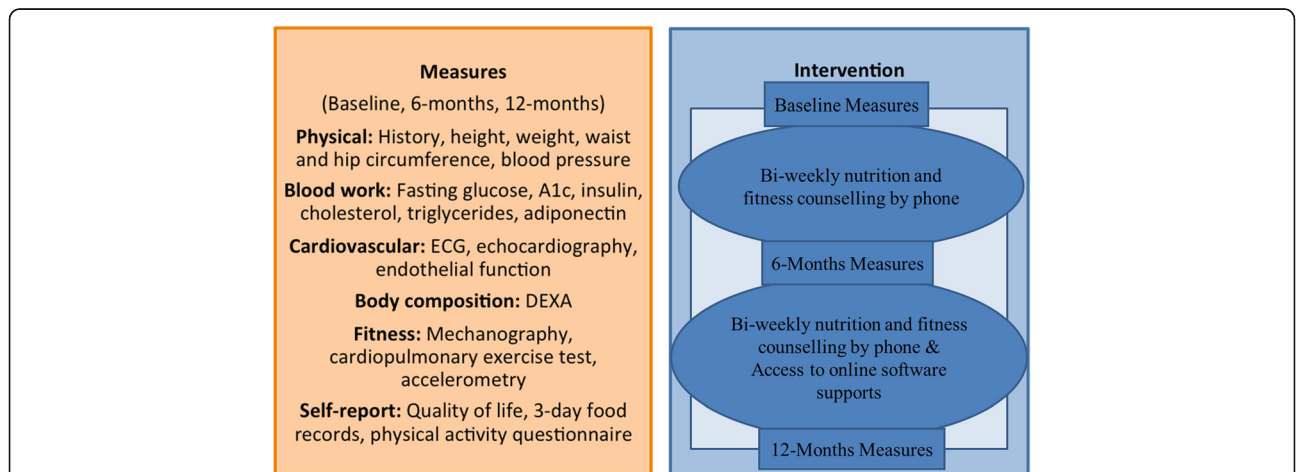 Measures
(Baseline, 6-months, 12-months)
Physical: History, height, weight, waist
and hip circumference, blood pressure
Blood work: Fasting glucose, A1c, insulin,
cholesterol, triglycerides, adiponectin
Cardiovascular: ECG, echocardiography,
endothelial function
Body composition: DEXA
Fitness: Mechanography,
cardiopulmonary exercise test,
accelerometry
Self-report: Quality of life, 3-day food
records, physical activity questionnaire
Intervention
Baseline Measures
Bi-weekly nutrition and
fitness counselling by phone
6-Months Measures
Bi-weekly nutrition and fitness
counselling by phone &
Access to online software
supports
12-Months Measures